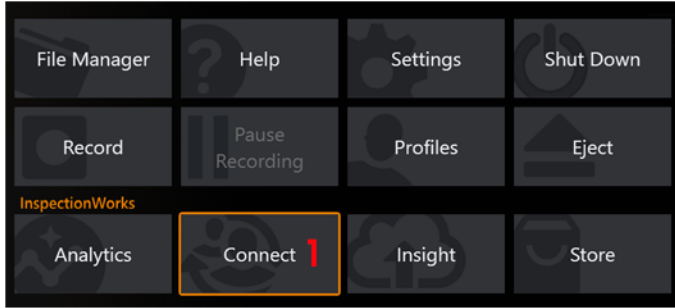 File Manager Help Settings Shut Down
Record Pause Recording Profiles Eject
InspectionWorks
Analytics Connect 1 Insight Store